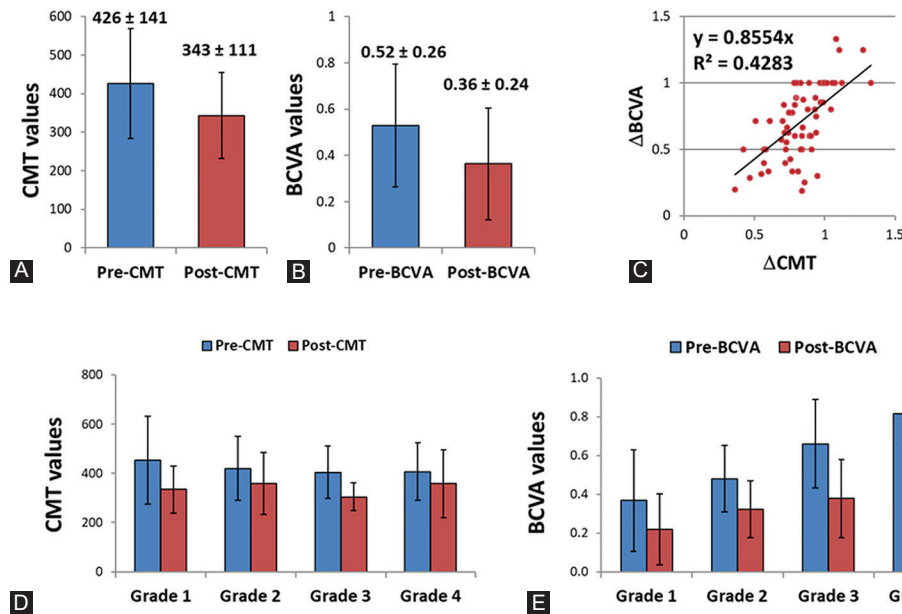 600
500
400
300
200
100
0
CMT values
426 ± 141
343 ± 111
Pre-CMT
Post-CMT
A
1
0.8
0.6
0.4
0.2
0
BCVA values
0.52 ± 0.26
0.36 ± 0.24
Pre-BCVA
Post-BCVA
B
1.5
1
0.5
0
ΔBCVA
y = 0.8554x
R² = 0.4283
0
0.5
1
1.5
ΔCMT
C
Pre-CMT
Post-CMT
800
600
400
200
0
CMT values
Grade 1
Grade 2
Grade 3
Grade 4
D
Pre-BCVA
Post-BCVA
1.0
0.8
0.6
0.4
0.2
0.0
BCVA values
Grade 1
Grade 2
Grade 3
E